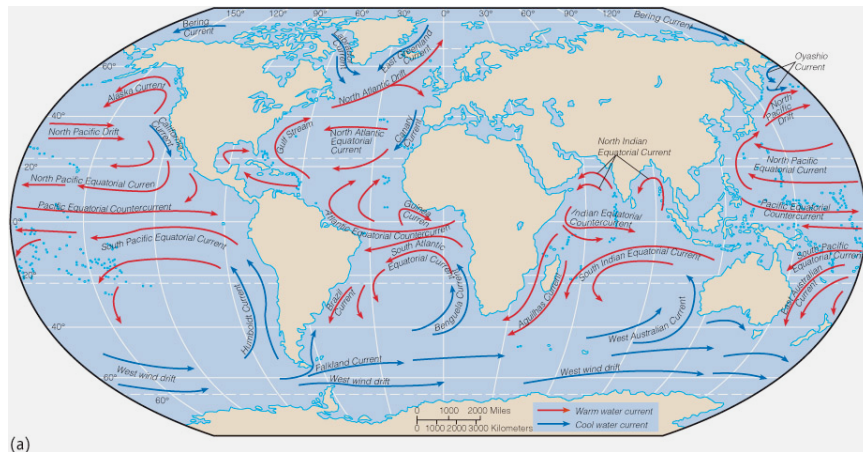 150° 120° 90° 60° 30° 0° 30° 60° 90° 120° 150°
Bering
Current
Labrador
Current
East Greenland
Current
Bering Current
Oyashio
Current
60°
Alaska Current
North Atlantic Drift
40°
North Pacific Drift
California
Current
Gulf Stream
North Atlantic
Equatorial
Current
Canary
Current
North Indian
Equatorial Current
North
Pacific
Drift
North Pacific Equatorial Curren
North Pacific
Equatorial
Current
Pacific Equatorial Countercurrent
Guinea
Current
Equatorial Countercurrent
Indian Equatorial
Countercurrent
Pacific Equatorial
Countercurrent
South Pacific Equatorial Current
South Atlantic
Equatorial Current
South Indian Equatorial Current
South Pacific
Equatorial Current
20°
Humboldt Current
Brazil
Current
Benguela Current
Agulhas Current
West Australian Current
East Australian
Current
40°
West wind drift
Falkland Current
West wind drift
West wind drift
60°
60°
0 1000 2000 Miles
0 1000 2000 3000 Kilometers
Warm water current
Cool water current
(a)